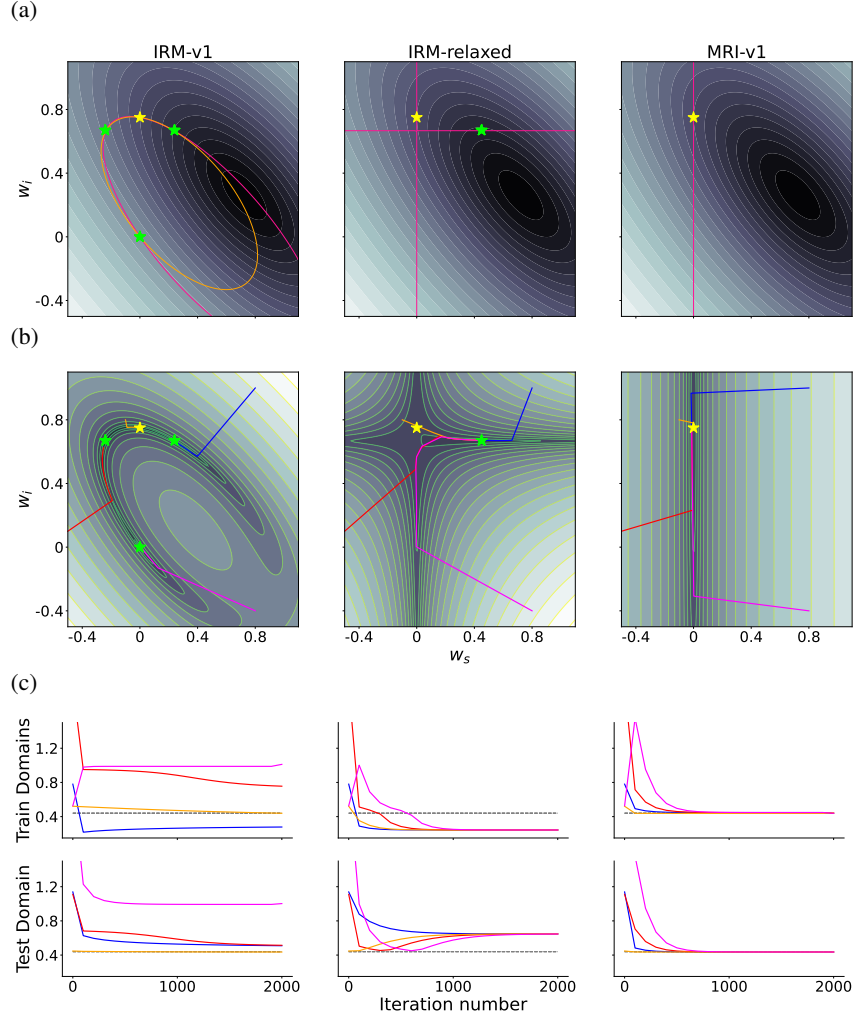 (a)
IRM-v1 IRM-relaxed MRI-v1
0.8
0.4
0
-0.4
w_i
(b)
0.8
0.4
0
-0.4
w_i
-0.4 0 0.4 0.8 -0.4 0 0.4 0.8 -0.4 0 0.4 0.8
w_s
(c)
Train Domains
1.2
0.8
0.4
Test Domain
1.2
0.8
0.4
0 1000 2000 0 1000 2000 0 1000 2000
Iteration number